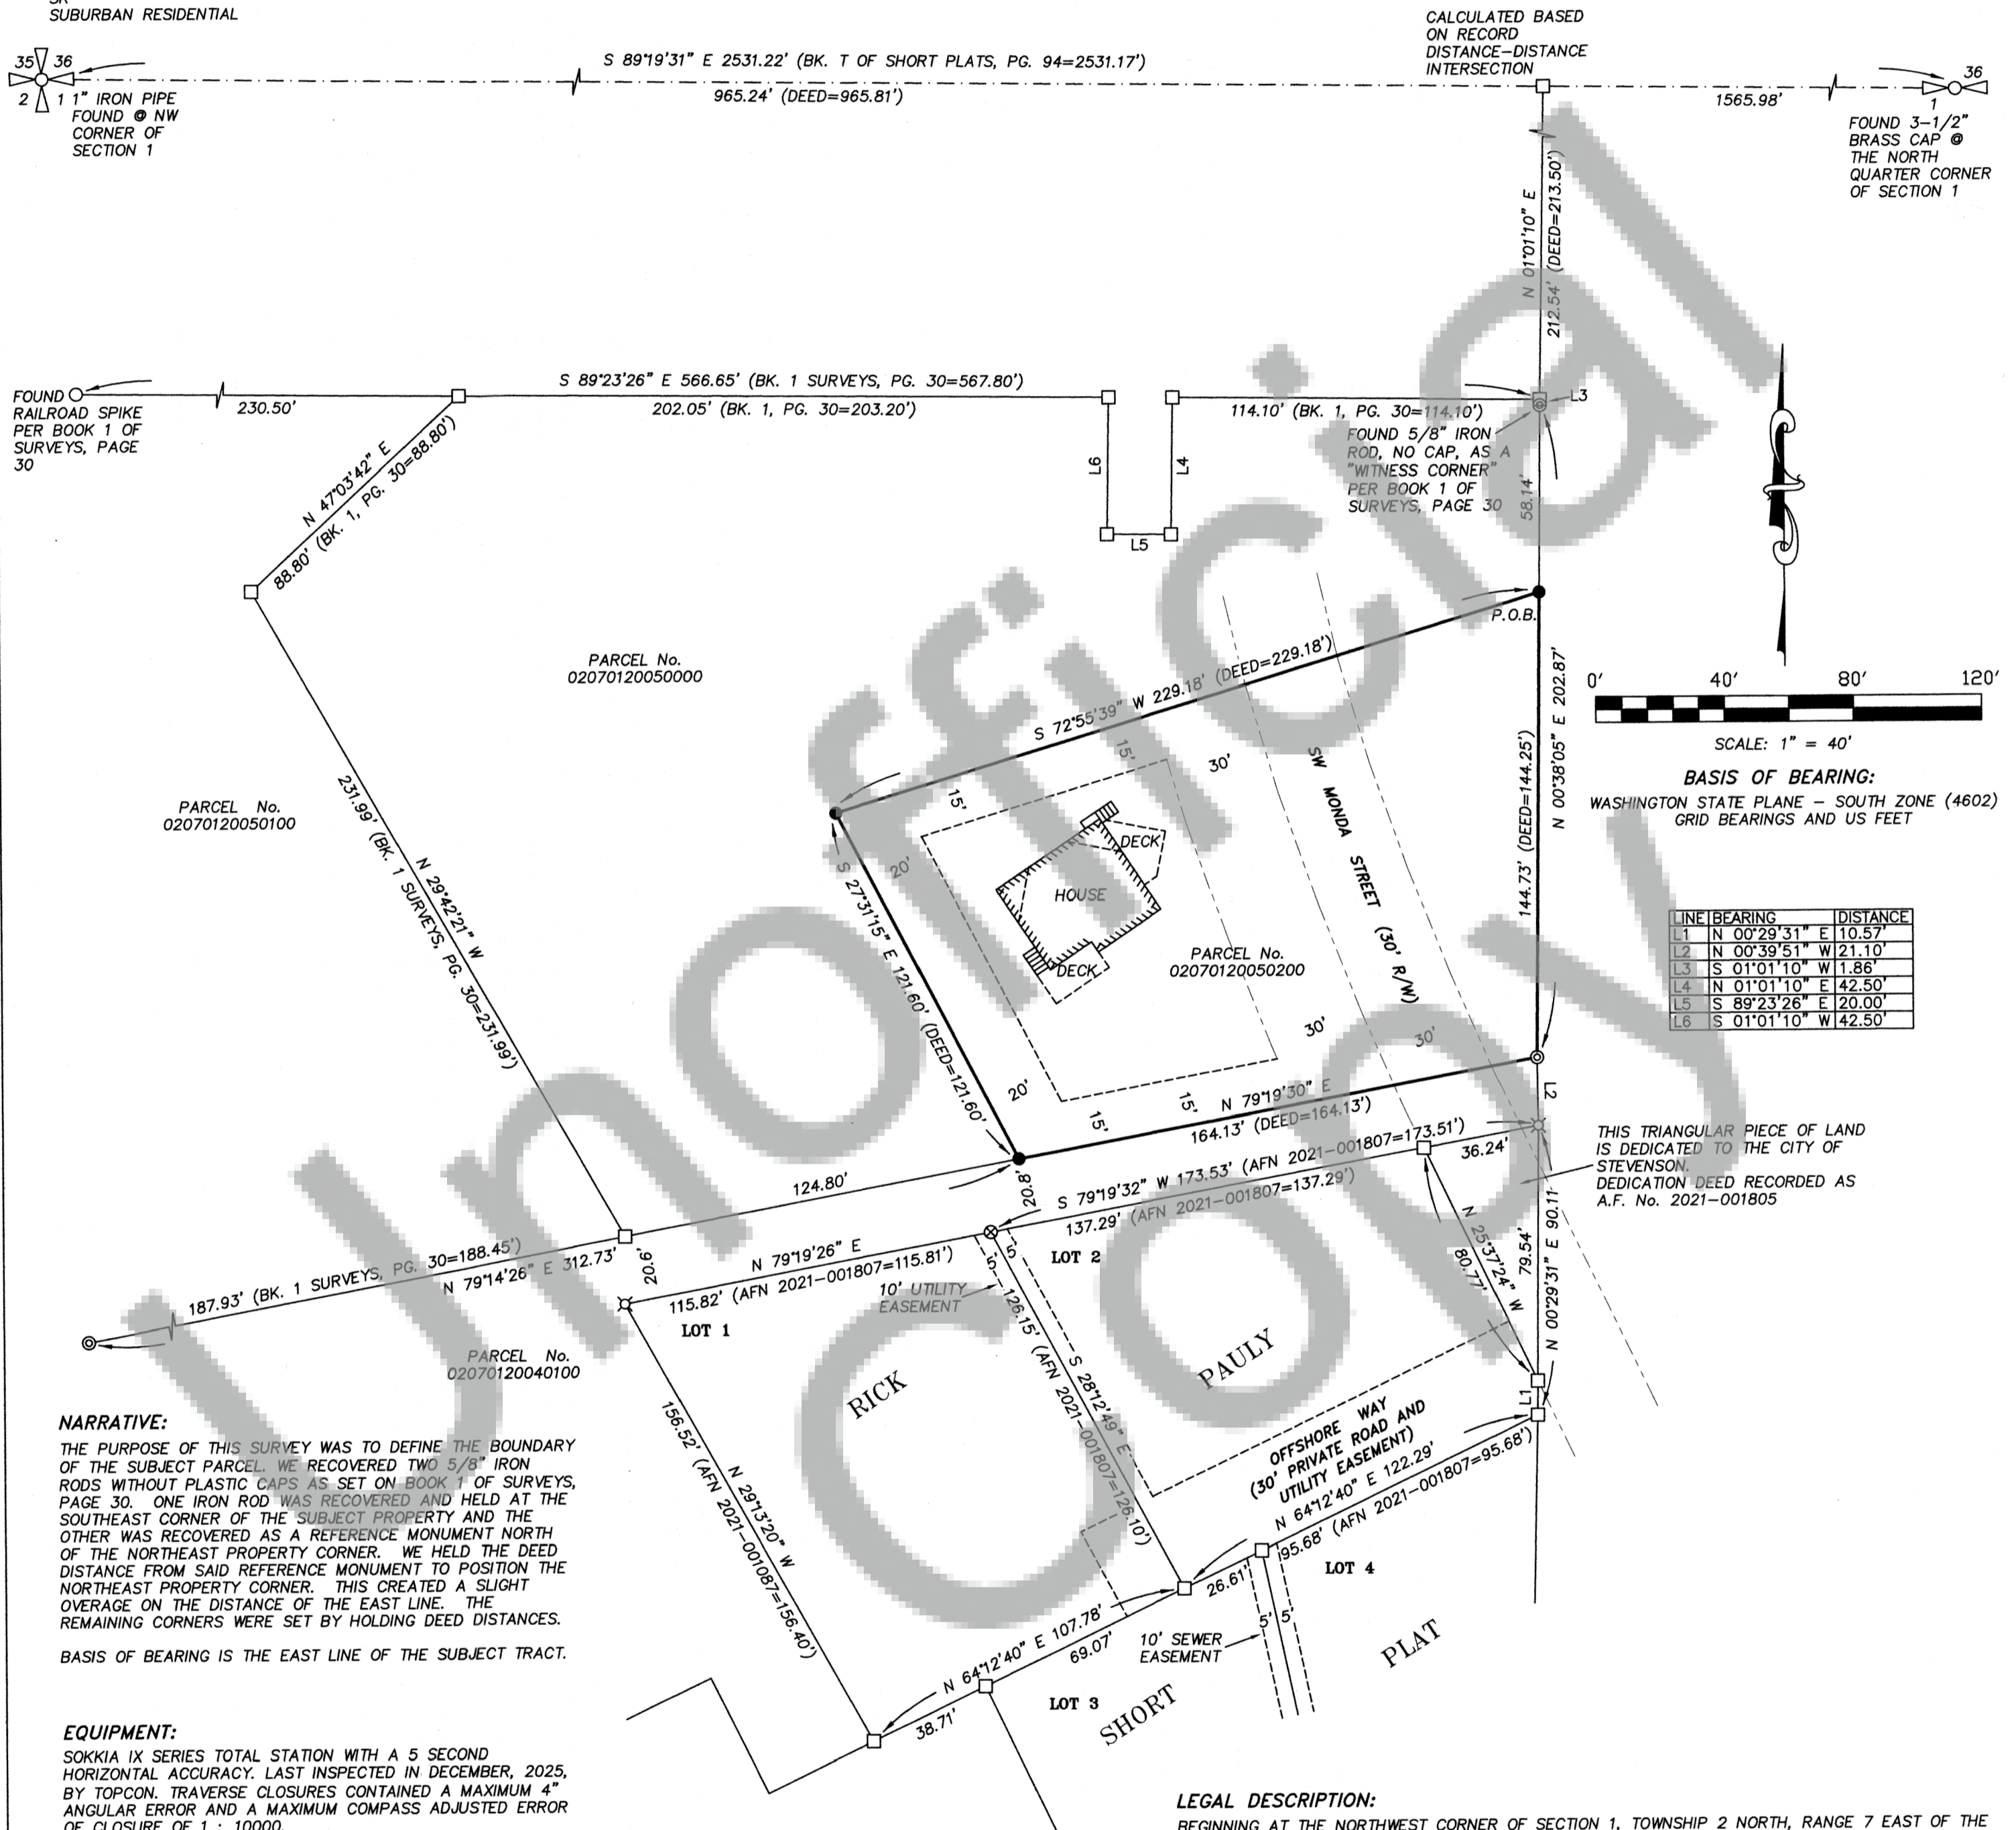 SUBURBAN RESIDENTIAL
CALCULATED BASED
ON RECORD
DISTANCE-DISTANCE
INTERSECTION
S 89°19'31" E 2531.22' (BK. T OF SHORT PLATS, PG. 94=2531.17')
965.24' (DEED=965.81')
1565.98'
35
36
2
1
1" IRON PIPE
FOUND @ NW
CORNER OF
SECTION 1
36
1
FOUND 3-1/2"
BRASS CAP @
THE NORTH
QUARTER CORNER
OF SECTION 1
N 01°01'10" E
212.54' (DEED=213.50')
FOUND
RAILROAD SPIKE
PER BOOK 1 OF
SURVEYS, PAGE
30
230.50'
S 89°23'26" E 566.65' (BK. 1 SURVEYS, PG. 30=567.80')
202.05' (BK. 1, PG. 30=203.20')
114.10' (BK. 1, PG. 30=114.10')
L3
FOUND 5/8" IRON
ROD, NO CAP, AS A
"WITNESS CORNER"
PER BOOK 1 OF
SURVEYS, PAGE 30
58.14'
L6
L4
L5
N 47°03'42" E
88.80' (BK. 1, PG. 30=88.80')
P.O.B.
PARCEL No.
02070120050000
PARCEL No.
02070120050100
S 72°55'39" W 229.18' (DEED=229.18')
N 00°38'05" E 202.87'
144.73' (DEED=144.25')
0' 40' 80' 120'
SCALE: 1" = 40'
BASIS OF BEARING:
WASHINGTON STATE PLANE - SOUTH ZONE (4602)
GRID BEARINGS AND US FEET
LINE BEARING DISTANCE
L1 N 00°29'31" E 10.57'
L2 N 00°39'51" W 21.10'
L3 S 01°01'10" W 1.86'
L4 N 01°01'10" E 42.50'
L5 S 89°23'26" E 20.00'
L6 S 01°01'10" W 42.50'
15'
30'
15'
20'
SW MONDA STREET (30' R/W)
DECK
HOUSE
DECK
PARCEL No.
02070120050200
30'
30'
20'
15'
15'
N 29°42'21" W
231.99' (BK. 1 SURVEYS, PG. 30=231.99')
S 27°31'15" E 121.60' (DEED=121.60')
N 79°19'30" E
164.13' (DEED=164.13')
L2
THIS TRIANGULAR PIECE OF LAND
IS DEDICATED TO THE CITY OF
STEVENSON.
DEDICATION DEED RECORDED AS
A.F. No. 2021-001805
124.80'
20.8'
S 79°19'32" W 173.53' (AFN 2021-001807=173.51')
36.24'
137.29' (AFN 2021-001807=137.29')
187.93' (BK. 1 SURVEYS, PG. 30=188.45')
N 79°14'26" E 312.73'
20.6'
N 79°19'26" E
115.82' (AFN 2021-001807=115.81')
LOT 1
LOT 2
5'
5'
10' UTILITY
EASEMENT
N 25°37'24" W
80.77'
79.54'
N 00°29'31" E 90.11'
L1
PARCEL No.
02070120040100
RICK
PAULY
SHORT
PLAT
S 28°12'49" E
126.15' (AFN 2021-001807=126.10')
OFFSHORE WAY
(30' PRIVATE ROAD AND
UTILITY EASEMENT)
N 64°12'40" E 122.29'
95.68' (AFN 2021-001807=95.68')
26.61'
LOT 4
N 29°13'20" W
156.52' (AFN 2021-001087=156.40')
N 64°12'40" E 107.78'
69.07'
38.71'
LOT 3
10' SEWER
EASEMENT
5'
5'
NARRATIVE:
THE PURPOSE OF THIS SURVEY WAS TO DEFINE THE BOUNDARY
OF THE SUBJECT PARCEL. WE RECOVERED TWO 5/8" IRON
RODS WITHOUT PLASTIC CAPS AS SET ON BOOK 1 OF SURVEYS,
PAGE 30. ONE IRON ROD WAS RECOVERED AND HELD AT THE
SOUTHEAST CORNER OF THE SUBJECT PROPERTY AND THE
OTHER WAS RECOVERED AS A REFERENCE MONUMENT NORTH
OF THE NORTHEAST PROPERTY CORNER. WE HELD THE DEED
DISTANCE FROM SAID REFERENCE MONUMENT TO POSITION THE
NORTHEAST PROPERTY CORNER. THIS CREATED A SLIGHT
OVERAGE ON THE DISTANCE OF THE EAST LINE. THE
REMAINING CORNERS WERE SET BY HOLDING DEED DISTANCES.
BASIS OF BEARING IS THE EAST LINE OF THE SUBJECT TRACT.
EQUIPMENT:
SOKKIA IX SERIES TOTAL STATION WITH A 5 SECOND
HORIZONTAL ACCURACY. LAST INSPECTED IN DECEMBER, 2025,
BY TOPCON. TRAVERSE CLOSURES CONTAINED A MAXIMUM 4"
ANGULAR ERROR AND A MAXIMUM COMPASS ADJUSTED ERROR
OF CLOSURE OF 1 : 10000.
LEGAL DESCRIPTION:
BEGINNING AT THE NORTHWEST CORNER OF SECTION 1, TOWNSHIP 2 NORTH, RANGE 7 EAST OF THE
Unofficial
Copy